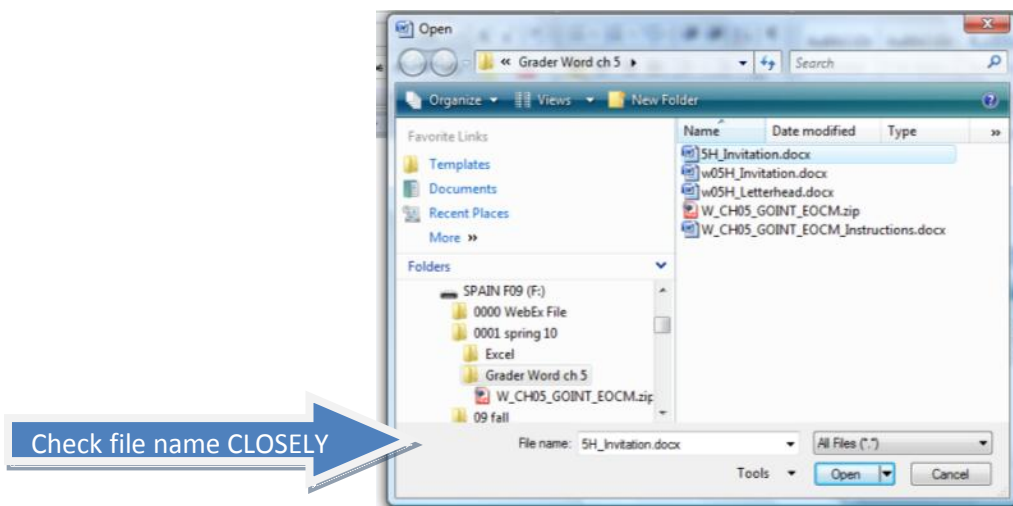 Open
« Grader Word ch 5
Search
Organize Views New Folder
Favorite Links
Templates
Documents
Recent Places
More »
Folders
SPAIN F09 (F:)
0000 WebEx File
0001 spring 10
Excel
Grader Word ch 5
W_CH05_GOINT_EOCM.zip
09 fall
Name Date modified Type »
5H_Invitation.docx
w05H_Invitation.docx
w05H_Letterhead.docx
W_CH05_GOINT_EOCM.zip
W_CH05_GOINT_EOCM_Instructions.docx
Check file name CLOSELY
File name: 5H_Invitation.docx All Files (*.*)
Tools Open Cancel